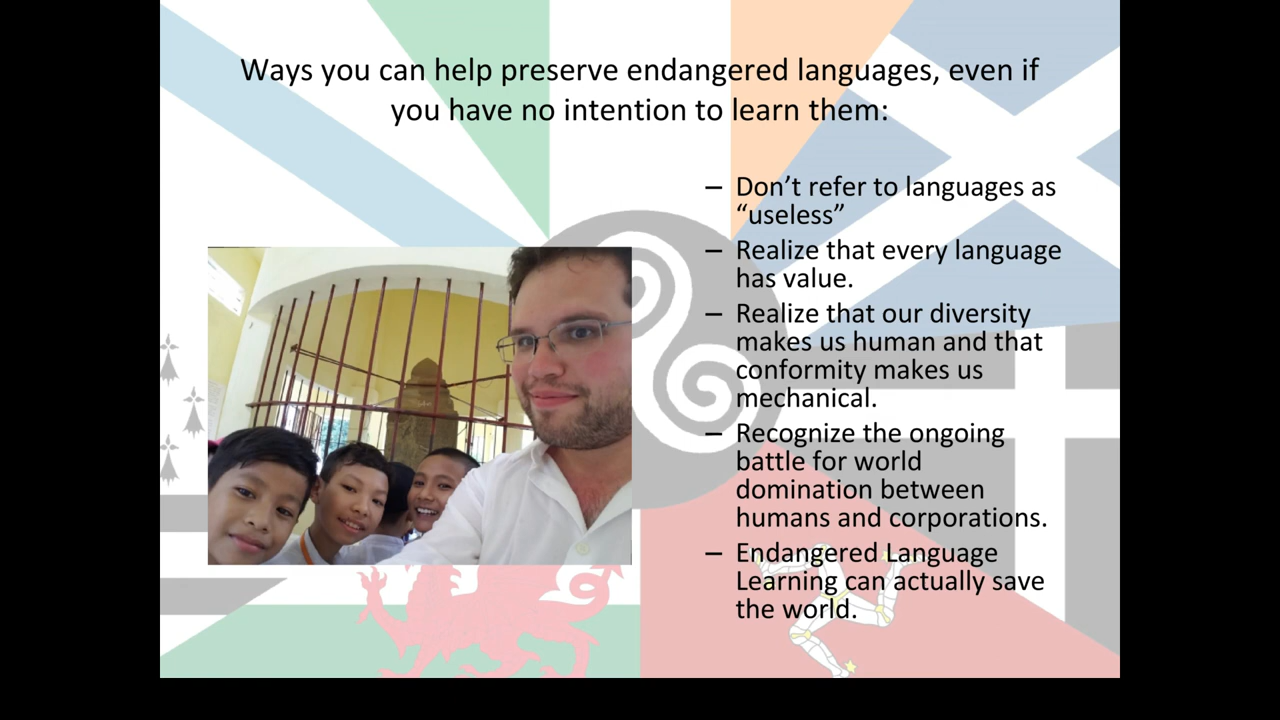 Ways you can help preserve endangered languages, even if
you have no intention to learn them:
– Don’t refer to languages as
“useless”
– Realize that every language
has value.
– Realize that our diversity
makes us human and that
conformity makes us
mechanical.
– Recognize the ongoing
battle for world
domination between
humans and corporations.
– Endangered Language
Learning can actually save
the world.